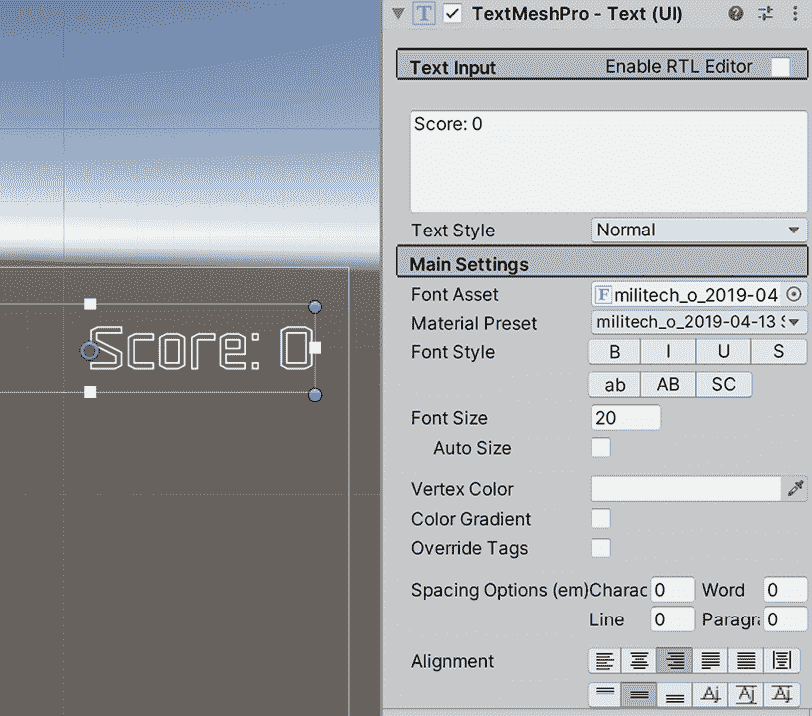 TextMeshPro - Text (UI)
Text Input Enable RTL Editor
Score: 0
Text Style Normal
Main Settings
Score: 0
Font Asset F militech_o_2019-04
Material Preset militech_o_2019-04-13 S
Font Style B I U S
ab AB SC
Font Size 20
Auto Size
Vertex Color
Color Gradient
Override Tags
Spacing Options (em) Charac 0 Word 0
Line 0 Paragra 0
Alignment